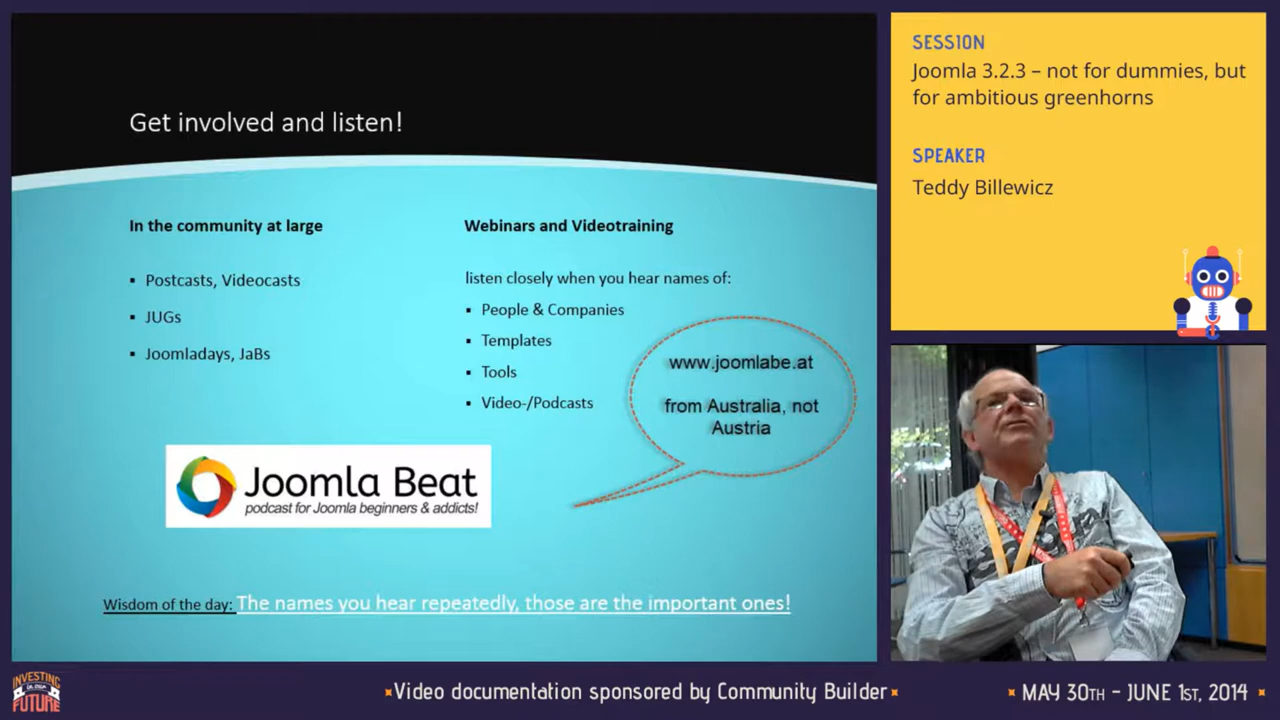 Get involved and listen!
In the community at large
▪ Postcasts, Videocasts
▪ JUGs
▪ Joomladays, JaBs
Webinars and Videotraining
listen closely when you hear names of:
▪ People & Companies
▪ Templates
▪ Tools
▪ Video-/Podcasts
www.joomlabe.at
from Australia, not
Austria
Joomla Beat
podcast for Joomla beginners & addicts!
Wisdom of the day: The names you hear repeatedly, those are the important ones!
SESSION
Joomla 3.2.3 – not for dummies, but
for ambitious greenhorns
SPEAKER
Teddy Billewicz
INVESTING
IN OUR
FUTURE
Video documentation sponsored by Community Builder
MAY 30TH - JUNE 1ST, 2014